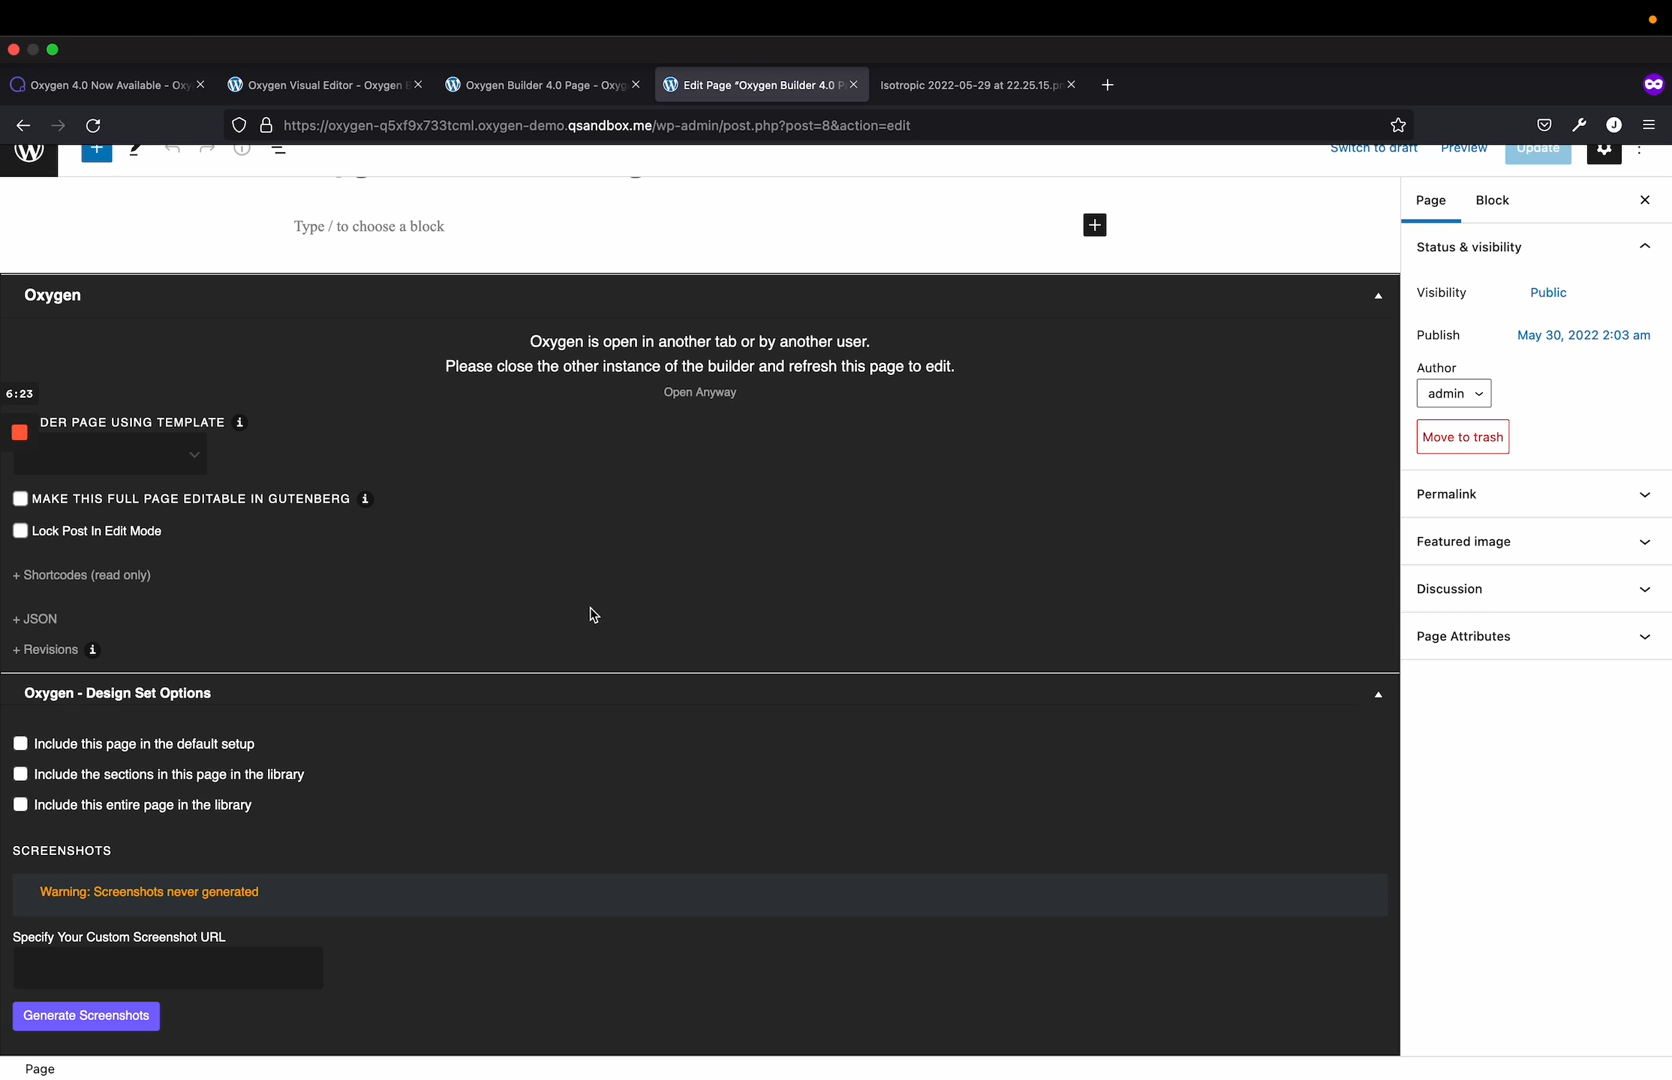 Oxygen 4.0 Now Available - Oxy
Oxygen Visual Editor - Oxygen
Oxygen Builder 4.0 Page - Oxyg
Edit Page "Oxygen Builder 4.0 P
Isotropic 2022-05-29 at 22.25.15.pr
https://oxygen-q5xf9x733tcml.oxygen-demo.qsandbox.me/wp-admin/post.php?post=8&action=edit
J
Switch to draft
Preview
Update
Type / to choose a block
Page
Block
Status & visibility
Visibility
Public
Publish
May 30, 2022 2:03 am
Author
admin
Move to trash
Permalink
Featured image
Discussion
Page Attributes
Oxygen
Oxygen is open in another tab or by another user.
Please close the other instance of the builder and refresh this page to edit.
Open Anyway
6:23
DER PAGE USING TEMPLATE
MAKE THIS FULL PAGE EDITABLE IN GUTENBERG
Lock Post In Edit Mode
+ Shortcodes (read only)
+ JSON
+ Revisions
Oxygen - Design Set Options
Include this page in the default setup
Include the sections in this page in the library
Include this entire page in the library
SCREENSHOTS
Warning: Screenshots never generated
Specify Your Custom Screenshot URL
Generate Screenshots
Page